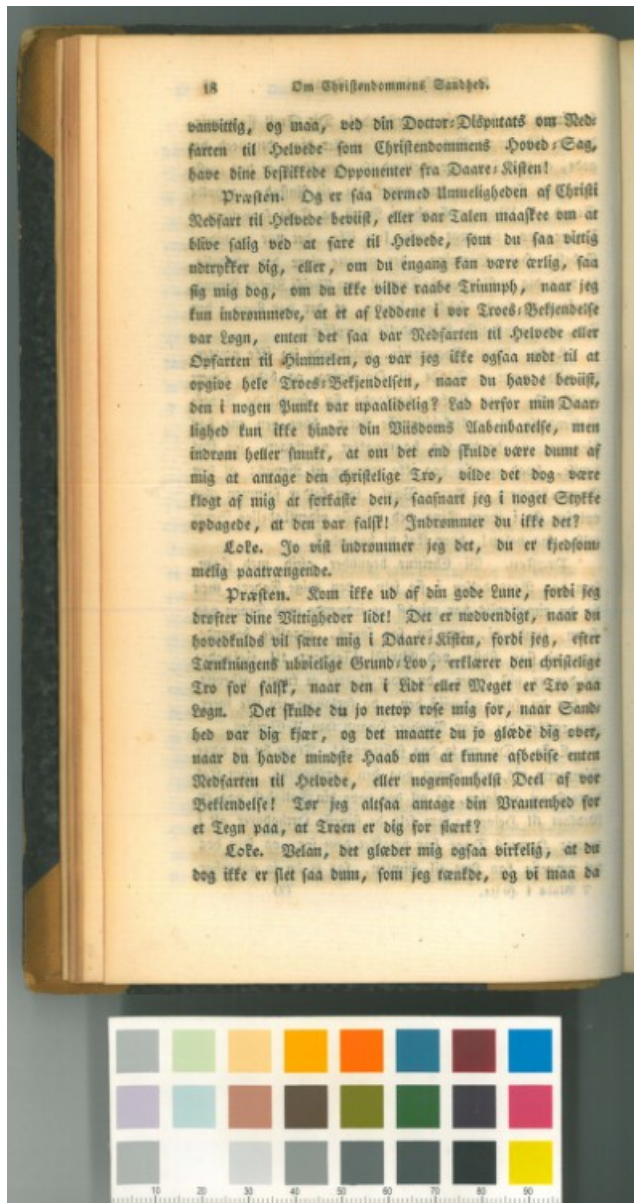 18 Om Christendommens Sandhed.
vanvittig, og maa, ved din Doctor-Disputats om Ned-
farten til Helvede som Christendommens Hoved-Sag,
have dine beskikkede Opponenter fra Daare-Kisten!
Præsten. Og er saa dermed Umueligheden af Christi
Nedfart til Helvede beviist, eller var Talen maaskee om at
blive salig ved at fare til Helvede, som du saa vittig
udtrykker dig, eller, om du engang kan være ærlig, saa
sig mig dog, om du ikke vilde raabe Triumph, naar jeg
kun indrømmede, at et af Leddene i vor Troes-Bekjendelse
var Løgn, enten det saa var Nedfarten til Helvede eller
Opfarten til Himmelen, og var jeg ikke ogsaa nødt til at
opgive hele Troes-Bekjendelsen, naar du havde beviist,
den i nogen Punkt var upaalidelig? Lad derfor min Daar-
lighed kun ikke hindre din Viisdoms Aabenbarelse, men
indrøm heller smukt, at om det end skulde være dumt af
mig at antage den christelige Tro, vilde det dog være
klogt af mig at forkaste den, saasnart jeg i noget Stykke
opdagede, at den var falsk! Indrømmer du ikke det?
Loke. Jo vist indrømmer jeg det, du er kjedsom-
melig paatrængende.
Præsten. Kom ikke ud af din gode Lune, fordi jeg
drøfter dine Vittigheder lidt! Det er nødvendigt, naar du
hovedkulds vil sætte mig i Daare-Kisten, fordi jeg, efter
Tænkningens ubøielige Grund-Lov, erklærer den christelige
Tro for falsk, naar den i Lidt eller Meget er Tro paa
Løgn. Det skulde du jo netop rose mig for, naar Sand-
hed var dig kjær, og det maatte du jo glæde dig over,
naar du havde mindste Haab om at kunne afbevise enten
Nedfarten til Helvede, eller nogensomhelst Deel af vor
Bekiendelse! Tør jeg altsaa antage din Vrantenhed for
et Tegn paa, at Troen er dig for stærk?
Loke. Velan, det glæder mig ogsaa virkelig, at du
dog ikke er slet saa dum, som jeg tænkde, og vi maa da
10 20 30 40 50 60 70 80 90